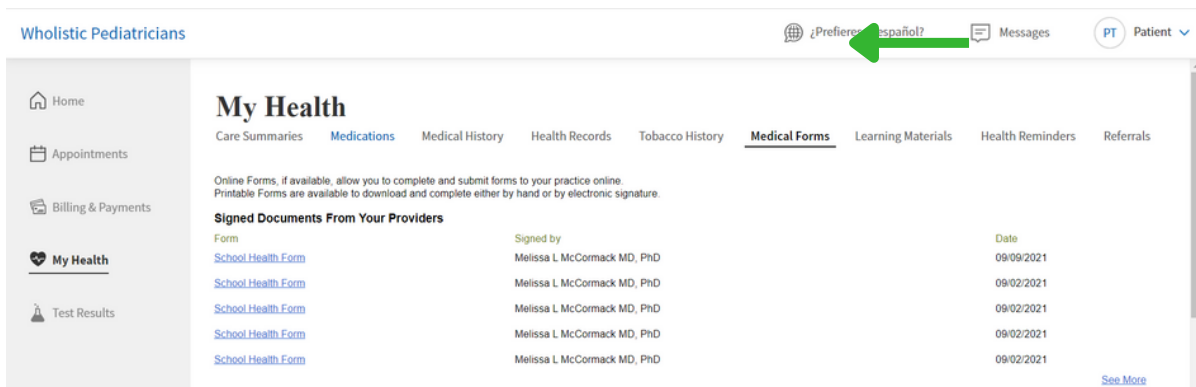 Wholistic Pediatricians ¿Prefieres español? Messages PT Patient
Home
Appointments
Billing & Payments
My Health
Test Results
My Health
Care Summaries Medications Medical History Health Records Tobacco History Medical Forms Learning Materials Health Reminders Referrals
Online Forms, if available, allow you to complete and submit forms to your practice online.
Printable Forms are available to download and complete either by hand or by electronic signature.
Signed Documents From Your Providers
Form Signed by Date
School Health Form Melissa L McCormack MD, PhD 09/09/2021
School Health Form Melissa L McCormack MD, PhD 09/02/2021
School Health Form Melissa L McCormack MD, PhD 09/02/2021
School Health Form Melissa L McCormack MD, PhD 09/02/2021
School Health Form Melissa L McCormack MD, PhD 09/02/2021
See More